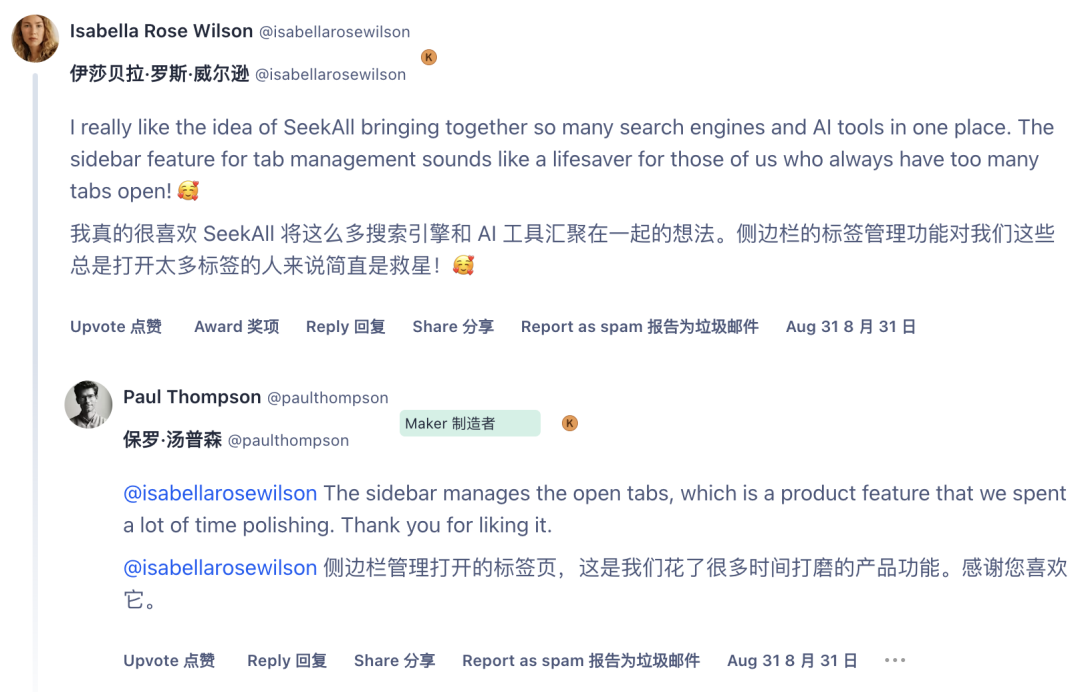 Isabella Rose Wilson @isabellarosewilson
K
伊莎贝拉·罗斯·威尔逊 @isabellarosewilson
I really like the idea of SeekAll bringing together so many search engines and AI tools in one place. The
sidebar feature for tab management sounds like a lifesaver for those of us who always have too many
tabs open! 🥰
我真的很喜欢 SeekAll 将这么多搜索引擎和 AI 工具汇聚在一起的想法。侧边栏的标签管理功能对我们这些
总是打开太多标签的人来说简直是救星！🥰
Upvote 点赞 Award 奖项 Reply 回复 Share 分享 Report as spam 报告为垃圾邮件 Aug 31 8 月 31 日
Paul Thompson @paulthompson
Maker 制造者 K
保罗·汤普森 @paulthompson
@isabellarosewilson The sidebar manages the open tabs, which is a product feature that we spent
a lot of time polishing. Thank you for liking it.
@isabellarosewilson 侧边栏管理打开的标签页，这是我们花了很多时间打磨的产品功能。感谢您喜欢
它。
Upvote 点赞 Reply 回复 Share 分享 Report as spam 报告为垃圾邮件 Aug 31 8 月 31 日 •••